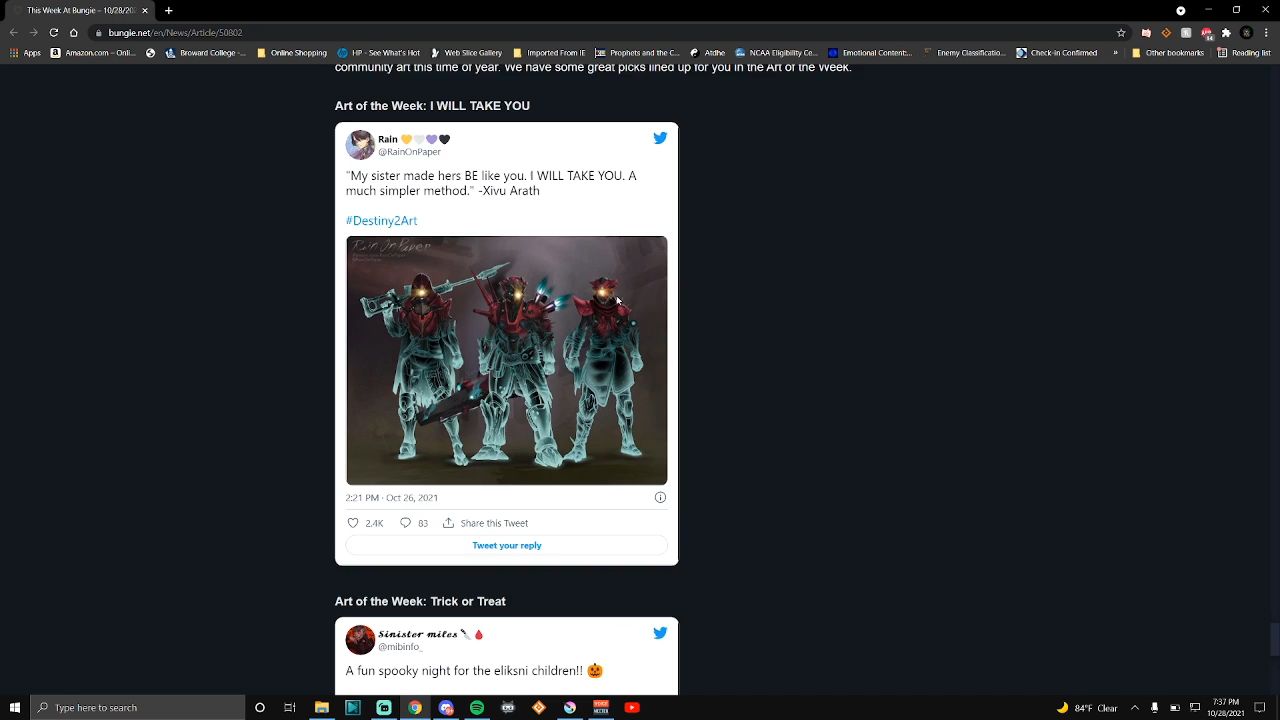 This Week At Bungie – 10/28/20
bungie.net/en/News/Article/50802
Apps
Amazon.com – Onli...
Broward College -...
Online Shopping
HP - See What's Hot
Web Slice Gallery
Imported From IE
Prophets and the C...
Adhe
NCAA Eligibility Ce...
Emotional Content:...
Enemy Classificatio...
Check-In Confirmed
»
Other bookmarks
Reading list
community art this time of year. We have some great picks lined up for you in the Art of the Week.
Art of the Week: I WILL TAKE YOU
Rain 💛🤍💜🖤
@RainOnPaper
"My sister made hers BE like you. I WILL TAKE YOU. A
much simpler method." -Xivu Arath
#Destiny2Art
Rain On Paper
2:21 PM · Oct 26, 2021
2.4K
83
Share this Tweet
Tweet your reply
Art of the Week: Trick or Treat
𝓢𝓲𝓷𝓲𝓼𝓽𝓮𝓻 𝓶𝓲𝓵𝓮𝓼 🔪🩸
@mibinfo_
A fun spooky night for the eliksni children!! 🎃
Type here to search
VOICE
MEETER
84°F Clear
7:37 PM
10/28/2021